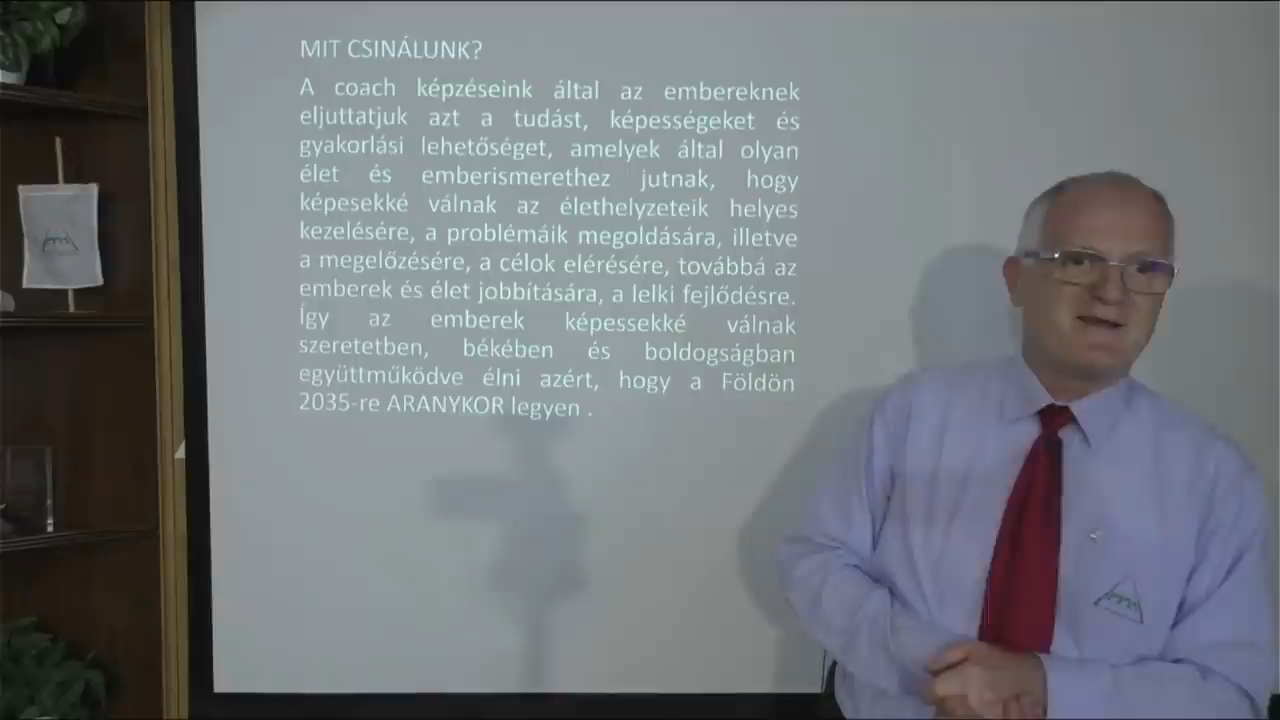 MIT CSINÁLUNK?
A coach képzéseink által az embereknek
eljuttatjuk azt a tudást, képességeket és
gyakorlási lehetőséget, amelyek által olyan
élet és emberismerethez jutnak, hogy
képesekké válnak az élethelyzeteik helyes
kezelésére, a problémáik megoldására, illetve
a megelőzésére, a célok elérésére, továbbá az
emberek és élet jobbítására, a lelki fejlődésre.
Így az emberek képessekké válnak
szeretetben, békében és boldogságban
együttműködve élni azért, hogy a Földön
2035-re ARANYKOR legyen .